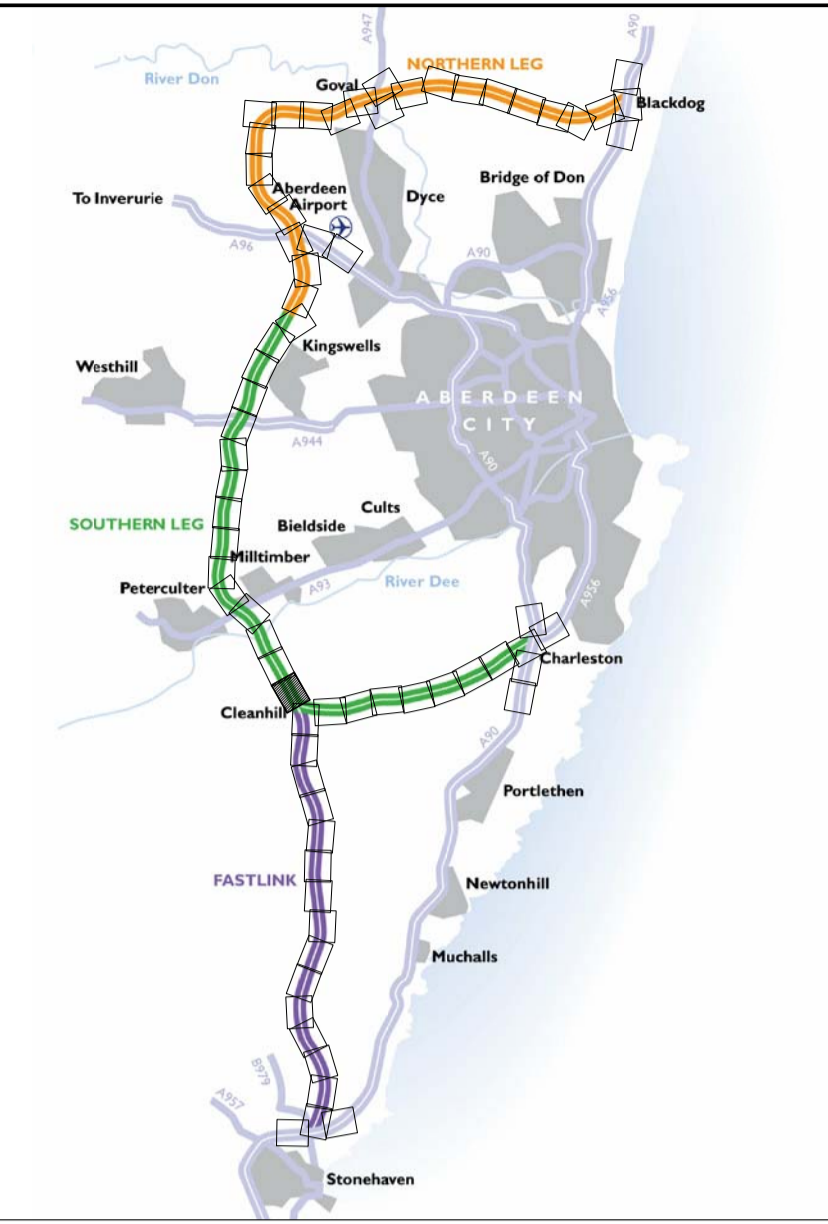 A947
A90
NORTHERN LEG
River Don
Goval
Blackdog
Bridge of Don
Aberdeen
Airport
Dyce
To Inverurie
A96
A90
A956
Kingswells
Westhill
ABERDEEN
CITY
A944
A90
Cults
SOUTHERN LEG
Bieldside
Milltimber
Peterculter
A93
River Dee
A956
Charleston
Cleanhill
A90
Portlethen
FASTLINK
Newtonhill
Muchalls
B979
A957
Stonehaven